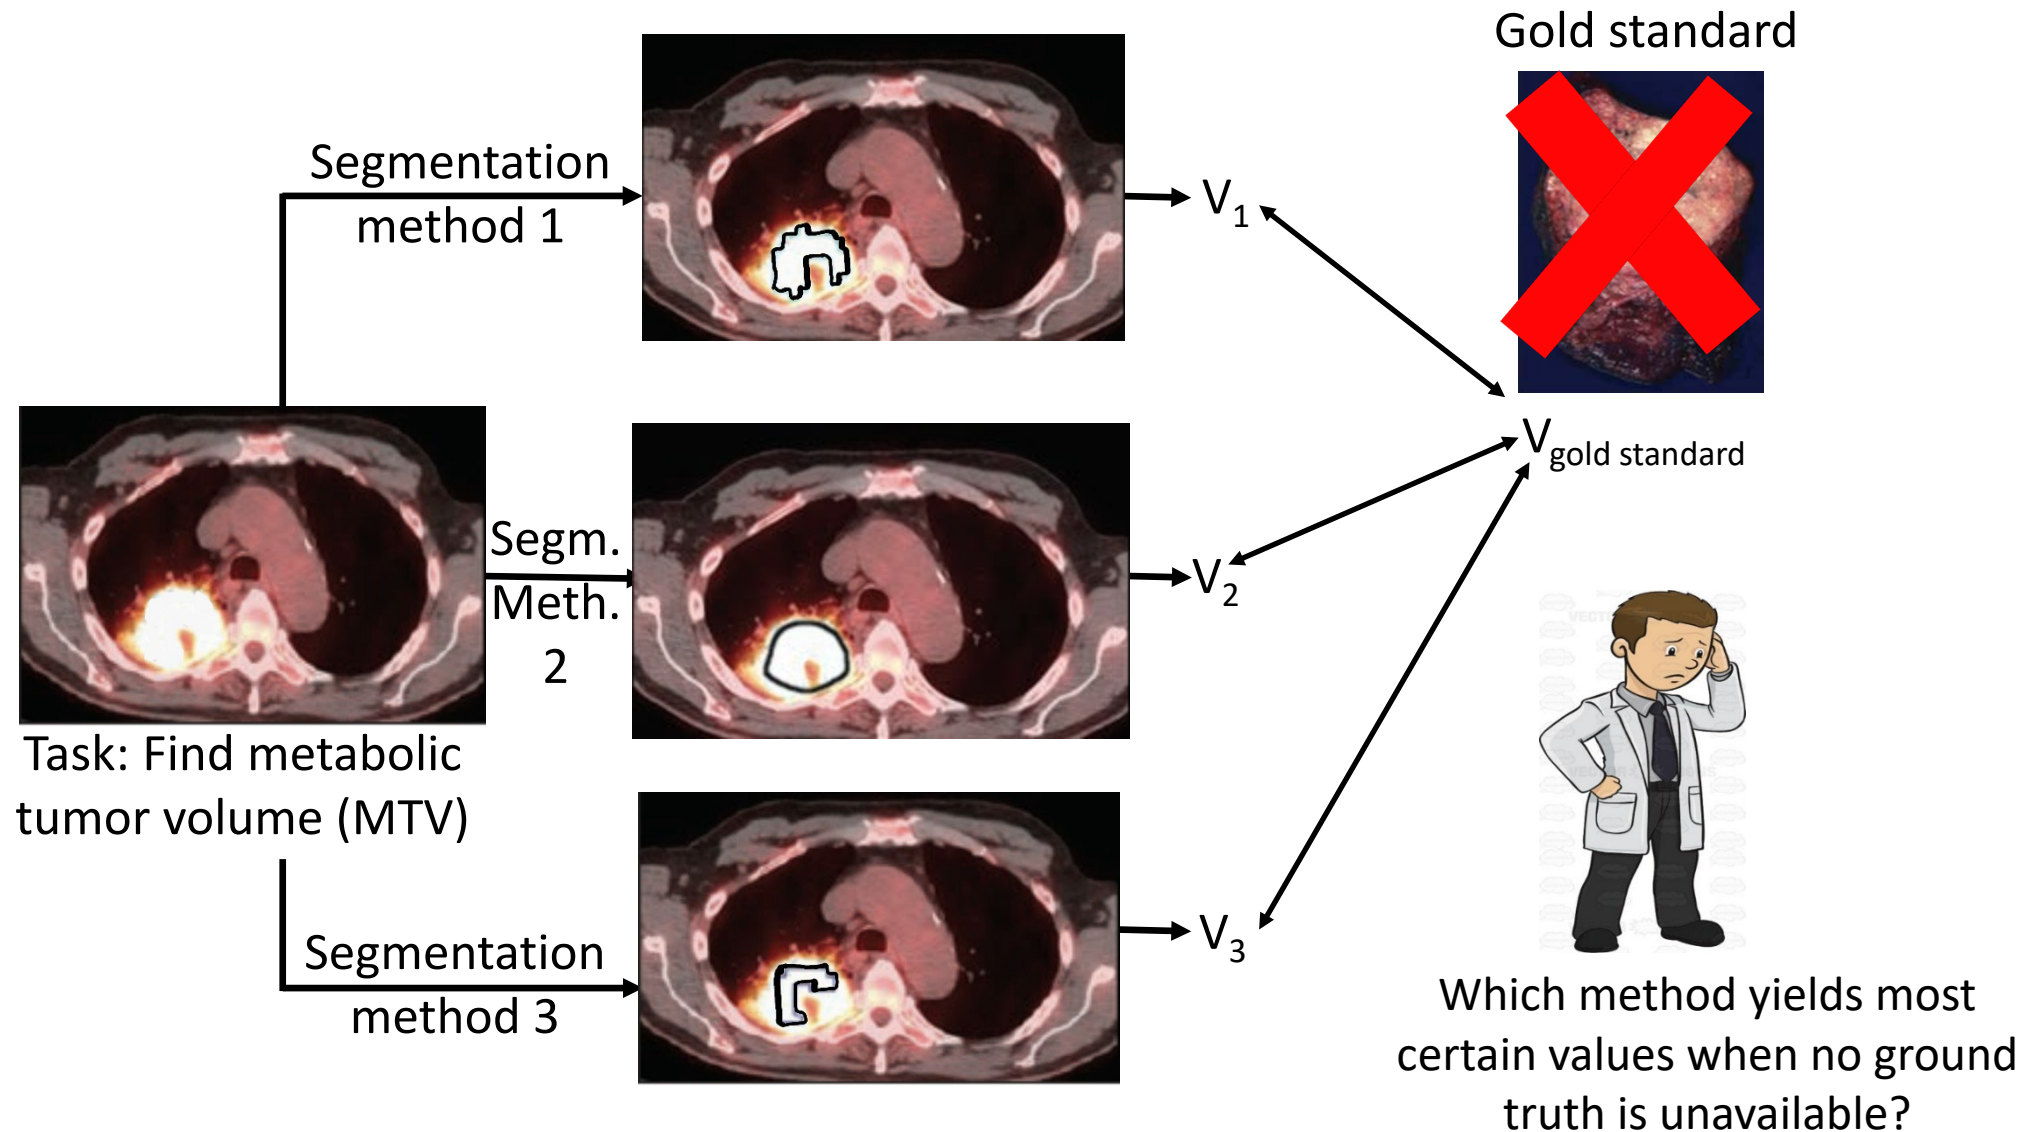 Gold standard
Segmentation
method 1
V1
Vgold standard
Segm.
Meth.
2
V2
Task: Find metabolic
tumor volume (MTV)
Segmentation
method 3
V3
Which method yields most
certain values when no ground
truth is unavailable?